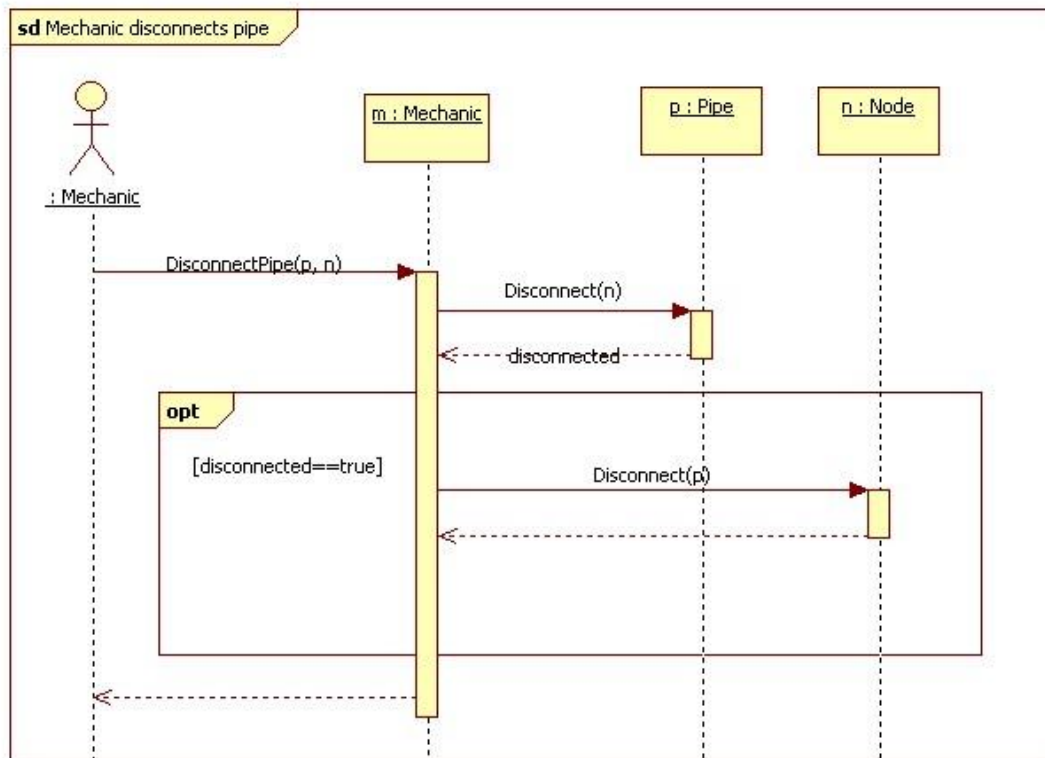 sd Mechanic disconnects pipe
: Mechanic
m : Mechanic
p : Pipe
n : Node
DisconnectPipe(p, n)
Disconnect(n)
disconnected
opt
[disconnected==true]
Disconnect(p)